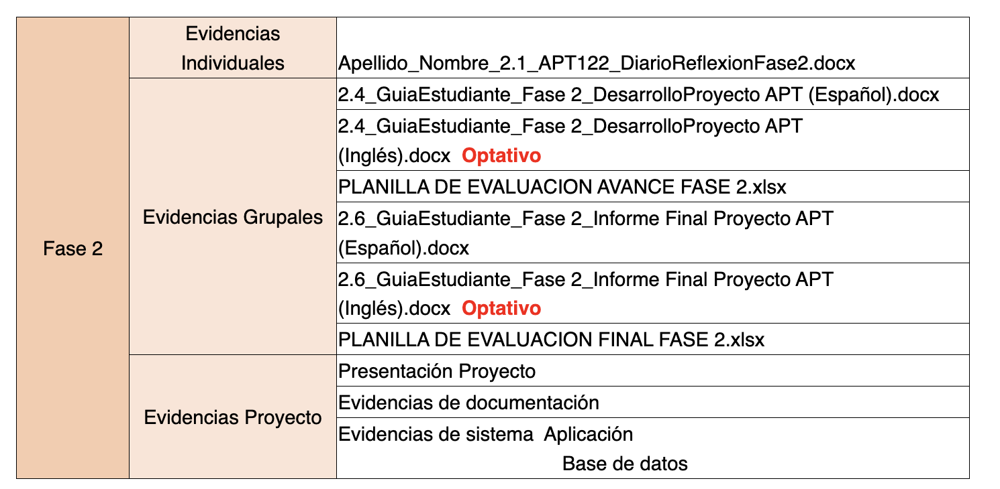 Fase 2
Evidencias
Individuales
Apellido_Nombre_2.1_APT122_DiarioReflexionFase2.docx
Evidencias Grupales
2.4_GuiaEstudiante_Fase 2_DesarrolloProyecto APT (Español).docx
2.4_GuiaEstudiante_Fase 2_DesarrolloProyecto APT
(Inglés).docx  Optativo
PLANILLA DE EVALUACION AVANCE FASE 2.xlsx
2.6_GuiaEstudiante_Fase 2_Informe Final Proyecto APT
(Español).docx
2.6_GuiaEstudiante_Fase 2_Informe Final Proyecto APT
(Inglés).docx  Optativo
PLANILLA DE EVALUACION FINAL FASE 2.xlsx
Evidencias Proyecto
Presentación Proyecto
Evidencias de documentación
Evidencias de sistema  Aplicación
Base de datos